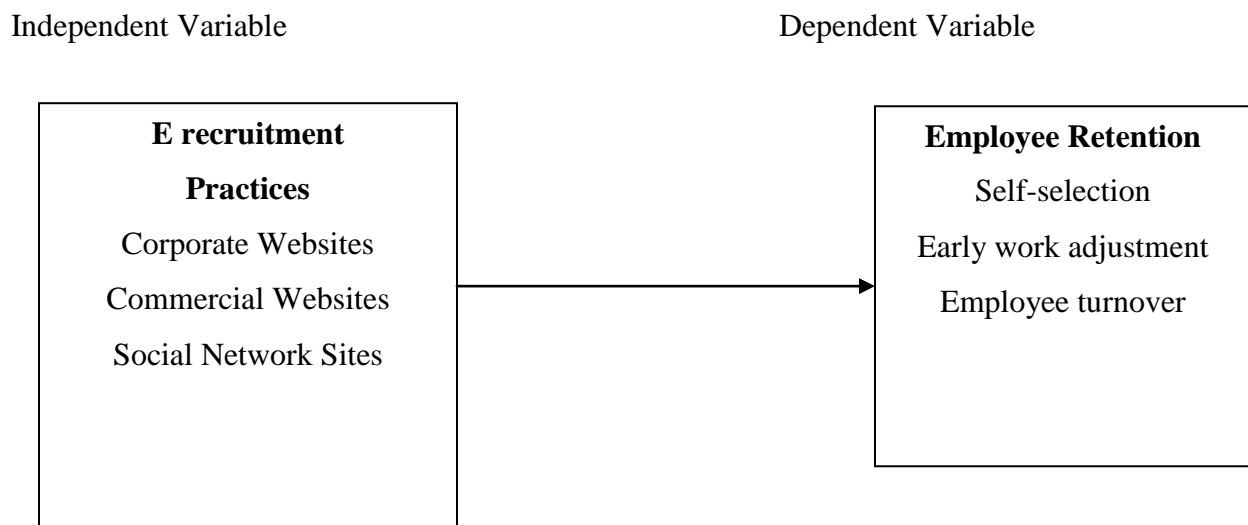 Independent Variable
Dependent Variable
E recruitment
Practices
Corporate Websites
Commercial Websites
Social Network Sites
Employee Retention
Self-selection
Early work adjustment
Employee turnover